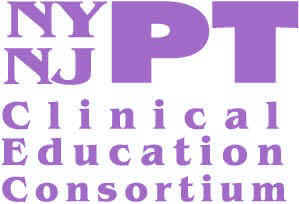 NY PT
NJ
Clinical
Education
Consortium